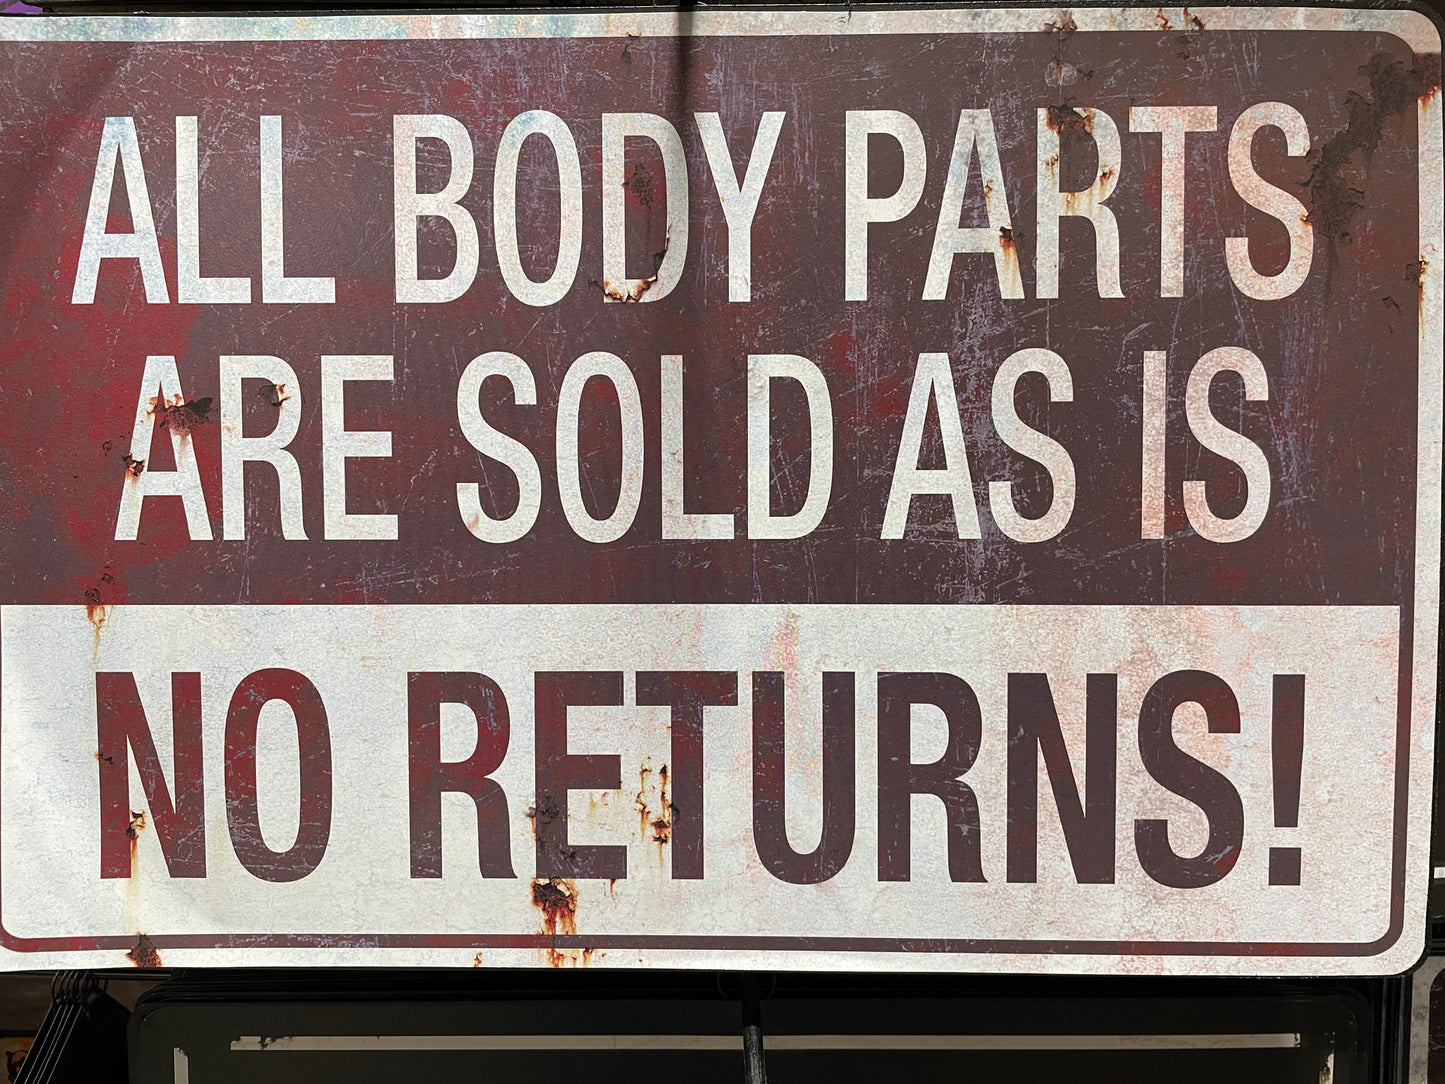 ALL BODY PARTS
ARE SOLD AS IS
NO RETURNS!